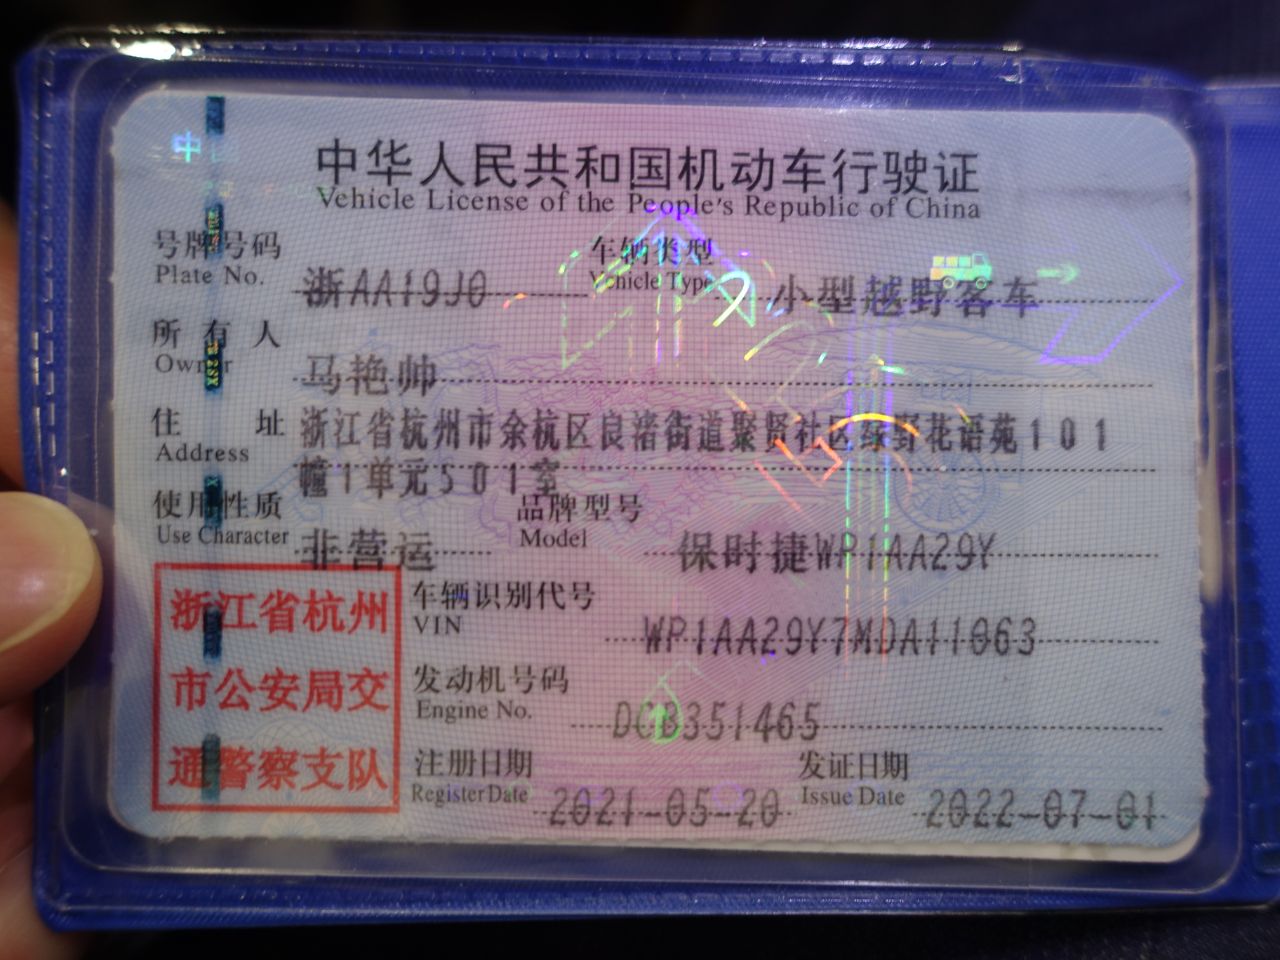 中华人民共和国机动车行驶证
Vehicle License of the People's Republic of China
号牌号码 浙AA19J0 车辆类型 小型越野客车
Plate No. Vehicle Type
所有人 马艳帅
Owner
住址 浙江省杭州市余杭区良渚街道聚贤社区绿野花语苑101
Address
幢1单元501室
使用性质 非营运 品牌型号 保时捷WP1AA29Y
Use Character Model
浙江省杭州
市公安局交
通警察支队
车辆识别代号 WP1AA29Y7MDA11063
VIN
发动机号码 DCB351465
Engine No.
注册日期 2021-05-20 发证日期 2022-07-01
Register Date Issue Date